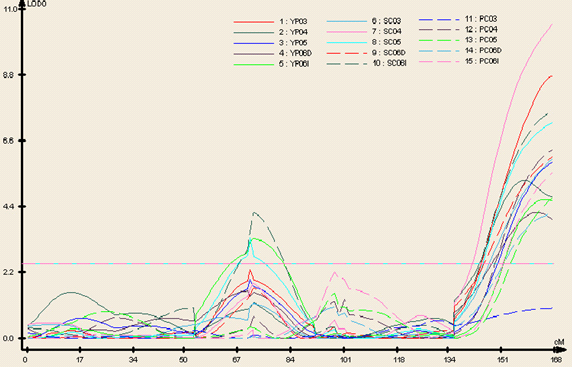 11.0
LOD0
8.8
6.6
4.4
2.2
0.0
1 : YP03
2 : YP04
3 : YP05
4 : YP06D
5 : YP06I
6 : SC03
7 : SC04
8 : SC05
9 : SC06D
10 : SC06I
11 : PC03
12 : PC04
13 : PC05
14 : PC06D
15 : PC06I
cM
0 17 34 50 67 84 101 118 134 151 168